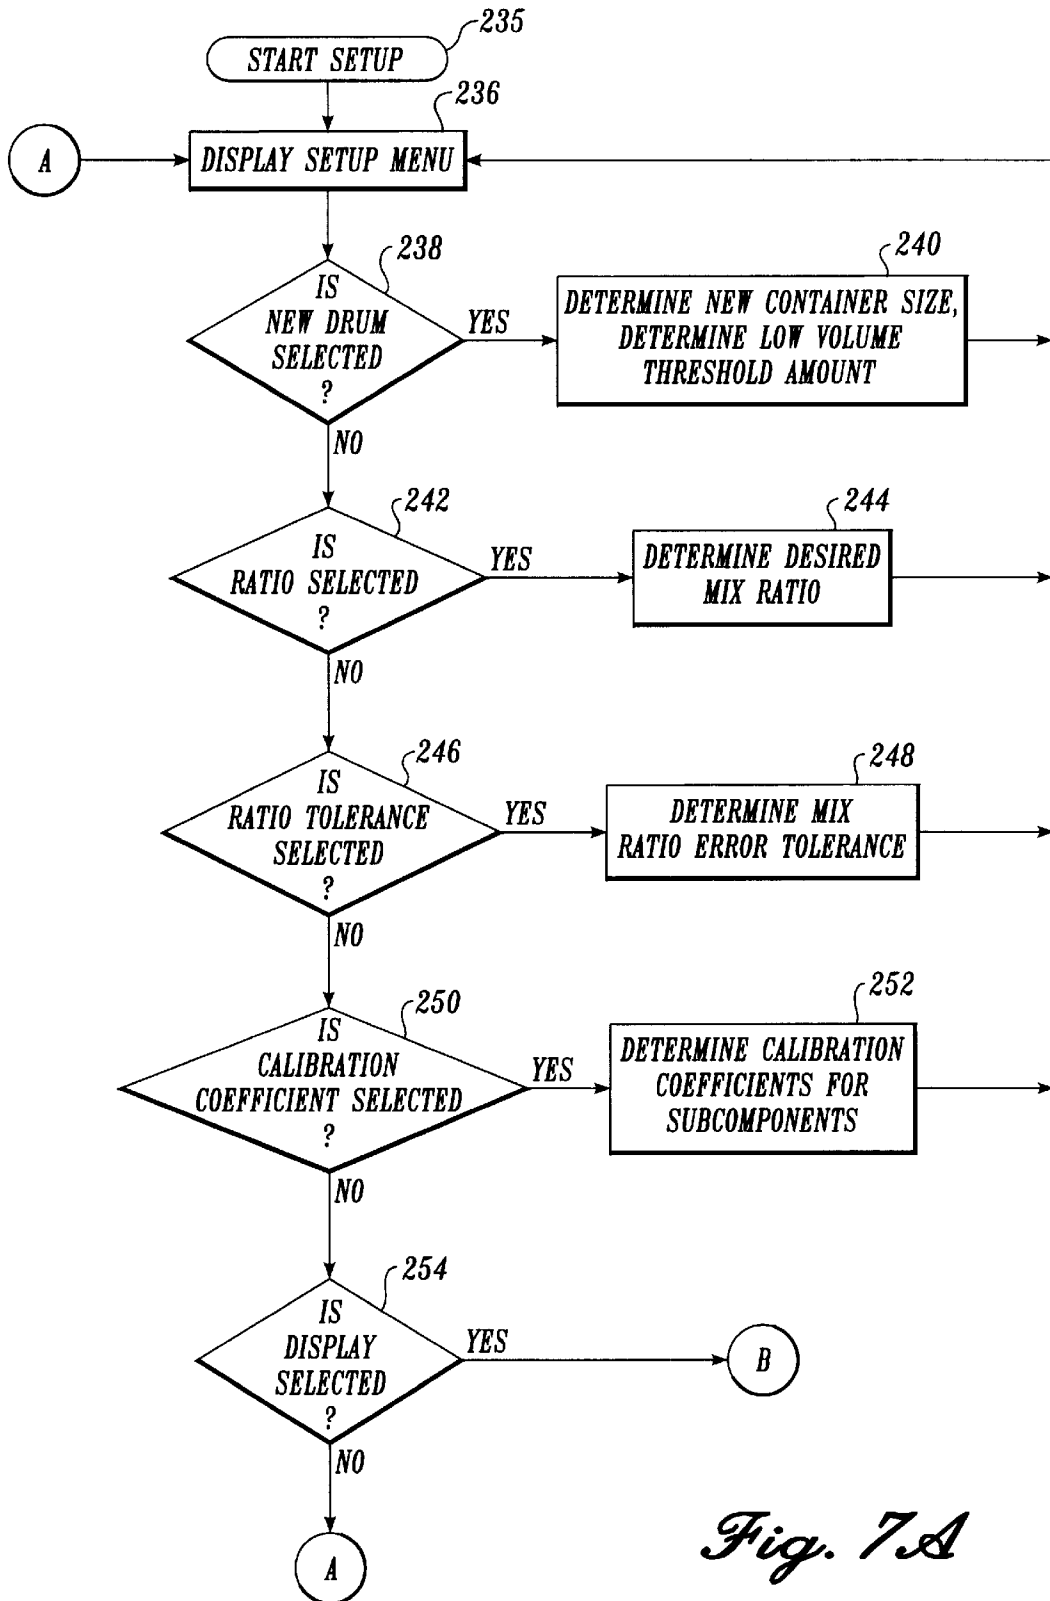 235
START SETUP
236
A
DISPLAY SETUP MENU
238
240
IS
NEW DRUM
SELECTED
?
YES
DETERMINE NEW CONTAINER SIZE,
DETERMINE LOW VOLUME
THRESHOLD AMOUNT
NO
242
244
IS
RATIO SELECTED
?
YES
DETERMINE DESIRED
MIX RATIO
NO
246
248
IS
RATIO TOLERANCE
SELECTED
?
YES
DETERMINE MIX
RATIO ERROR TOLERANCE
NO
250
252
IS
CALIBRATION
COEFFICIENT SELECTED
?
YES
DETERMINE CALIBRATION
COEFFICIENTS FOR
SUBCOMPONENTS
NO
254
IS
DISPLAY
SELECTED
?
YES
B
NO
A
Fig. 7A